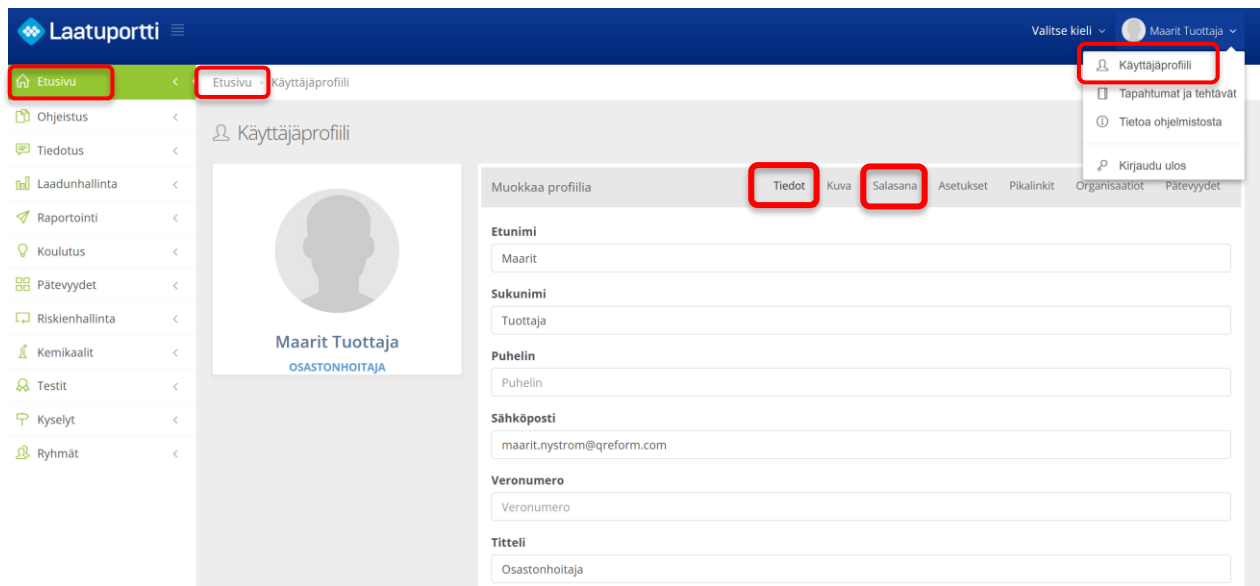 Laatuportti
Valitse kieli
Maarit Tuottaja
Käyttäjäprofiili
Tapahtumat ja tehtävät
Tietoa ohjelmistosta
Kirjaudu ulos
Etusivu
Ohjeistus
Tiedotus
Laadunhallinta
Raportointi
Koulutus
Pätevyydet
Riskienhallinta
Kemikaalit
Testit
Kyselyt
Ryhmät
Etusivu - Käyttäjäprofiili
Käyttäjäprofiili
Maarit Tuottaja
OSASTONHOITAJA
Muokkaa profiilia
Tiedot Kuva Salasana Asetukset Pikalinkit Organisaatiot Pätevyydet
Etunimi
Maarit
Sukunimi
Tuottaja
Puhelin
Puhelin
Sähköposti
maarit.nystrom@qreform.com
Veronumero
Veronumero
Titteli
Osastonhoitaja